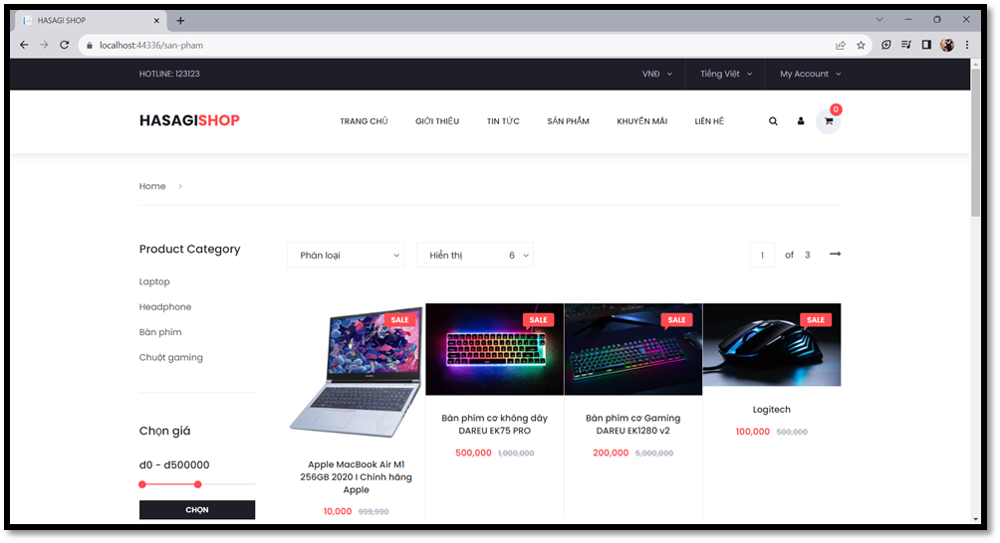 HASAGI SHOP
localhost:44336/san-pham
HOTLINE: 123123
VNĐ
Tiếng Việt
My Account
HASAGISHOP
TRANG CHỦ
GIỚI THIỆU
TIN TỨC
SẢN PHẨM
KHUYẾN MÃI
LIÊN HỆ
0
Home >
Product Category
Laptop
Headphone
Bàn phím
Chuột gaming
Chọn giá
đ0 - đ500000
CHỌN
Phân loại
Hiển thị 6
1 of 3
SALE
Apple MacBook Air M1
256GB 2020 I Chính hãng
Apple
10,000 999,990
SALE
Bàn phím cơ không dây
DAREU EK75 PRO
500,000 1,000,000
SALE
Bàn phím cơ Gaming
DAREU EK1280 v2
200,000 5,000,000
SALE
Logitech
100,000 500,000